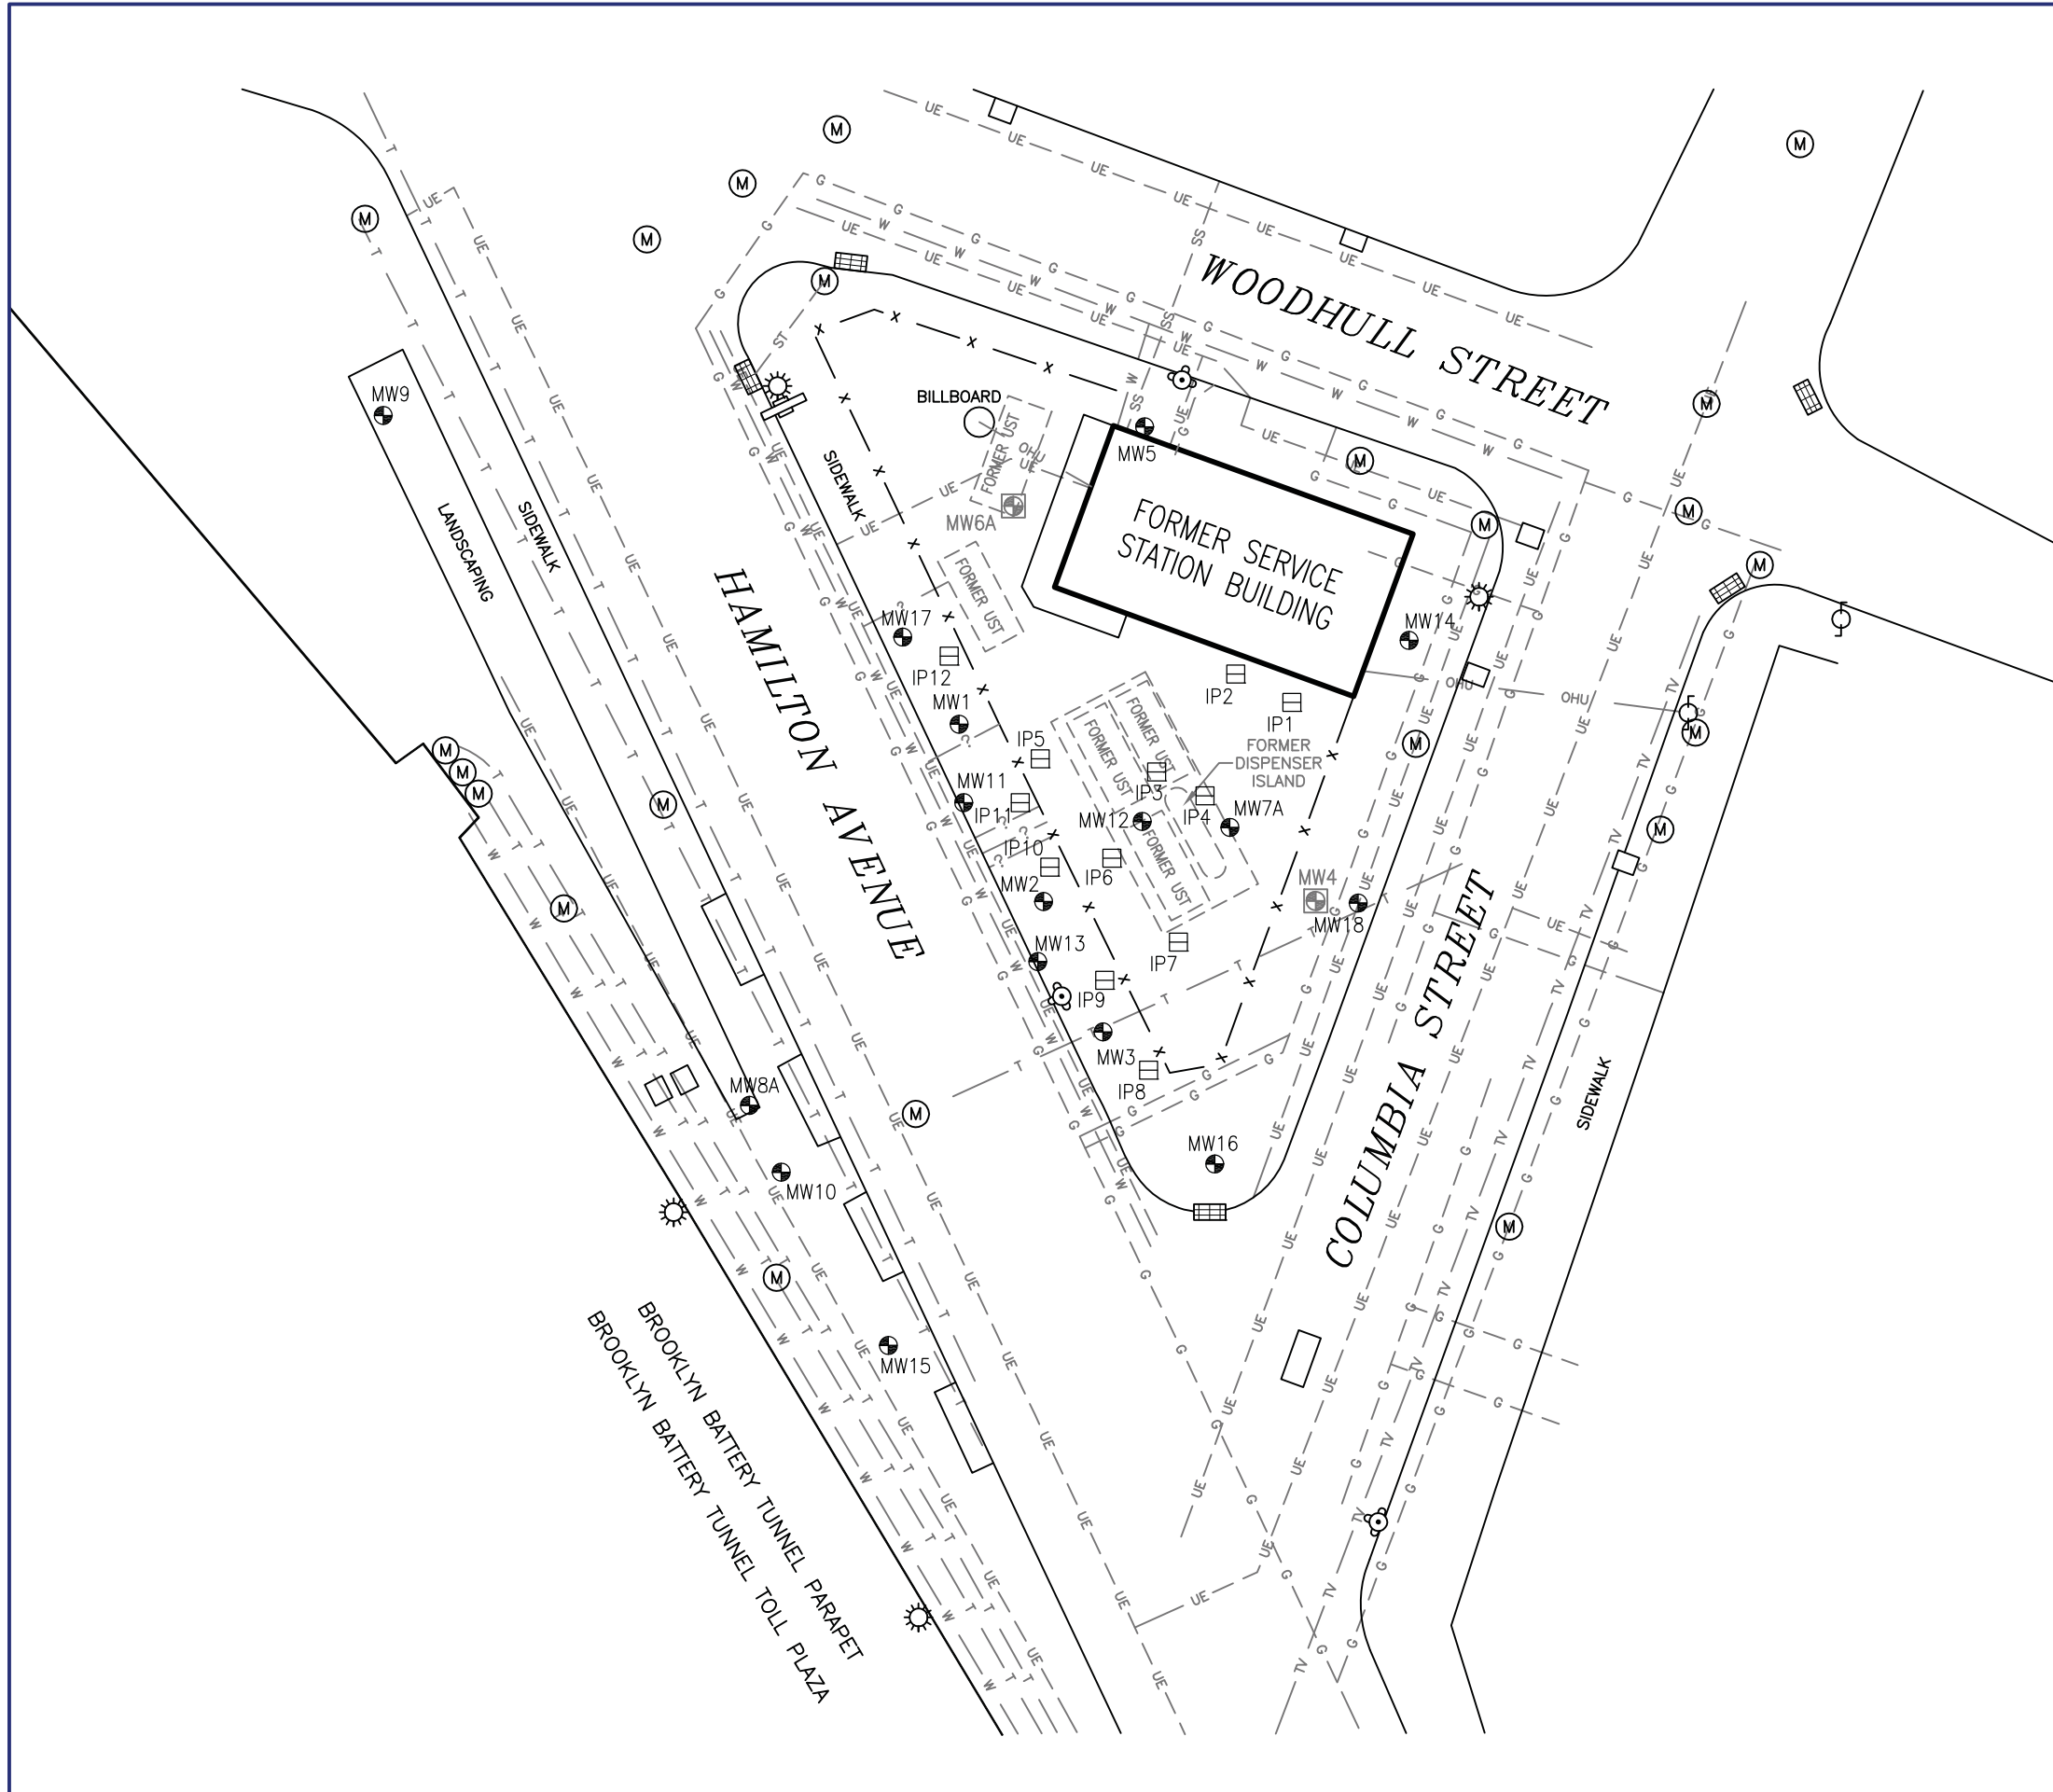 WOODHULL STREET
BILLBOARD
FORMER UST
OHU
MW9
MW5
MW6A
SIDEWALK
LANDSCAPING
SIDEWALK
FORMER SERVICE
STATION BUILDING
FORMER UST
HAMILTON AVENUE
MW17
IP12
MW14
IP2
IP1
OHU
OHU
MW1
IP5
FORMER UST
FORMER UST
FORMER
DISPENSER
ISLAND
MW11
IP11
IP3
IP4
MW7A
MW12
IP10
IP6
FORMER UST
MW2
MW4
MW18
MW13
IP7
IP9
COLUMBIA STREET
MW3
IP8
SIDEWALK
MW8A
MW16
MW10
MW15
BROOKLYN BATTERY TUNNEL PARAPET
BROOKLYN BATTERY TUNNEL TOLL PLAZA